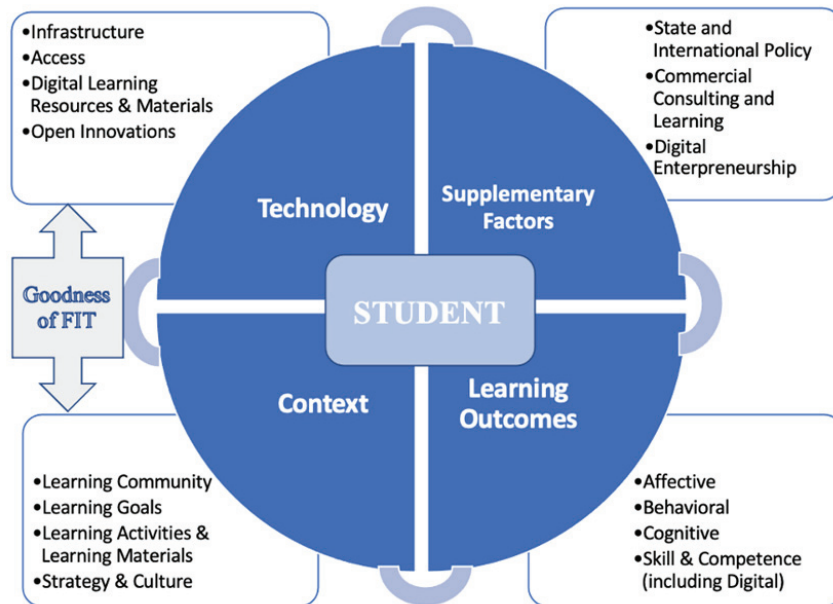 •Infrastructure
•Access
•Digital Learning
Resources & Materials
•Open Innovations
•State and
International Policy
•Commercial
Consulting and
Learning
•Digital
Enterpreneurship
Technology
Supplementary
Factors
Goodness
of FIT
STUDENT
Context
Learning
Outcomes
•Learning Community
•Learning Goals
•Learning Activities &
Learning Materials
•Strategy & Culture
•Affective
•Behavioral
•Cognitive
•Skill & Competence
(including Digital)